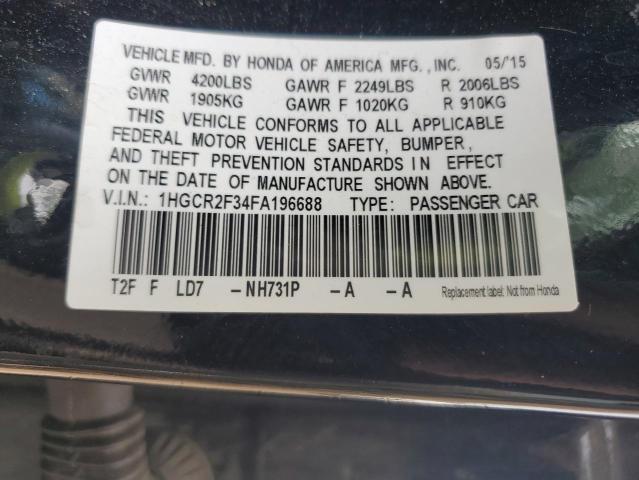 VEHICLE MFD. BY HONDA OF AMERICA MFG., INC. 05/'15
GVWR 4200LBS GAWR F 2249LBS R 2006LBS
GVWR 1905KG GAWR F 1020KG R 910KG
THIS VEHICLE CONFORMS TO ALL APPLICABLE
FEDERAL MOTOR VEHICLE SAFETY, BUMPER,
AND THEFT PREVENTION STANDARDS IN EFFECT
ON THE DATE OF MANUFACTURE SHOWN ABOVE.
V.I.N.: 1HGCR2F34FA196688 TYPE: PASSENGER CAR
T2F F LD7 -NH731P -A -A Replacement label: Not from Honda